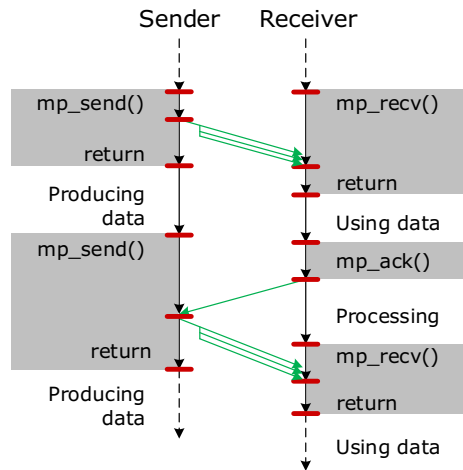 Sender
Receiver
mp_send()
return
Producing
data
mp_send()
return
Producing
data
mp_recv()
return
Using data
mp_ack()
Processing
mp_recv()
return
Using data